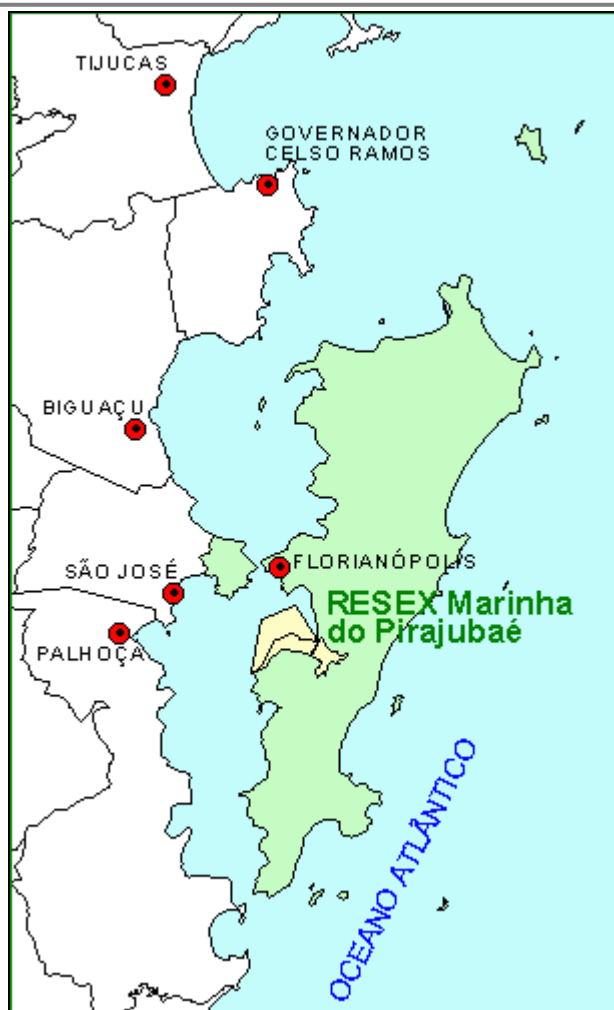 TIJUCAS
GOVERNADOR
CELSO RAMOS
BIGUAÇU
FLORIANÓPOLIS
SÃO JOSÉ
RESEX Marinha
do Pirajubaé
PALHOÇA
OCEANO ATLÂNTICO